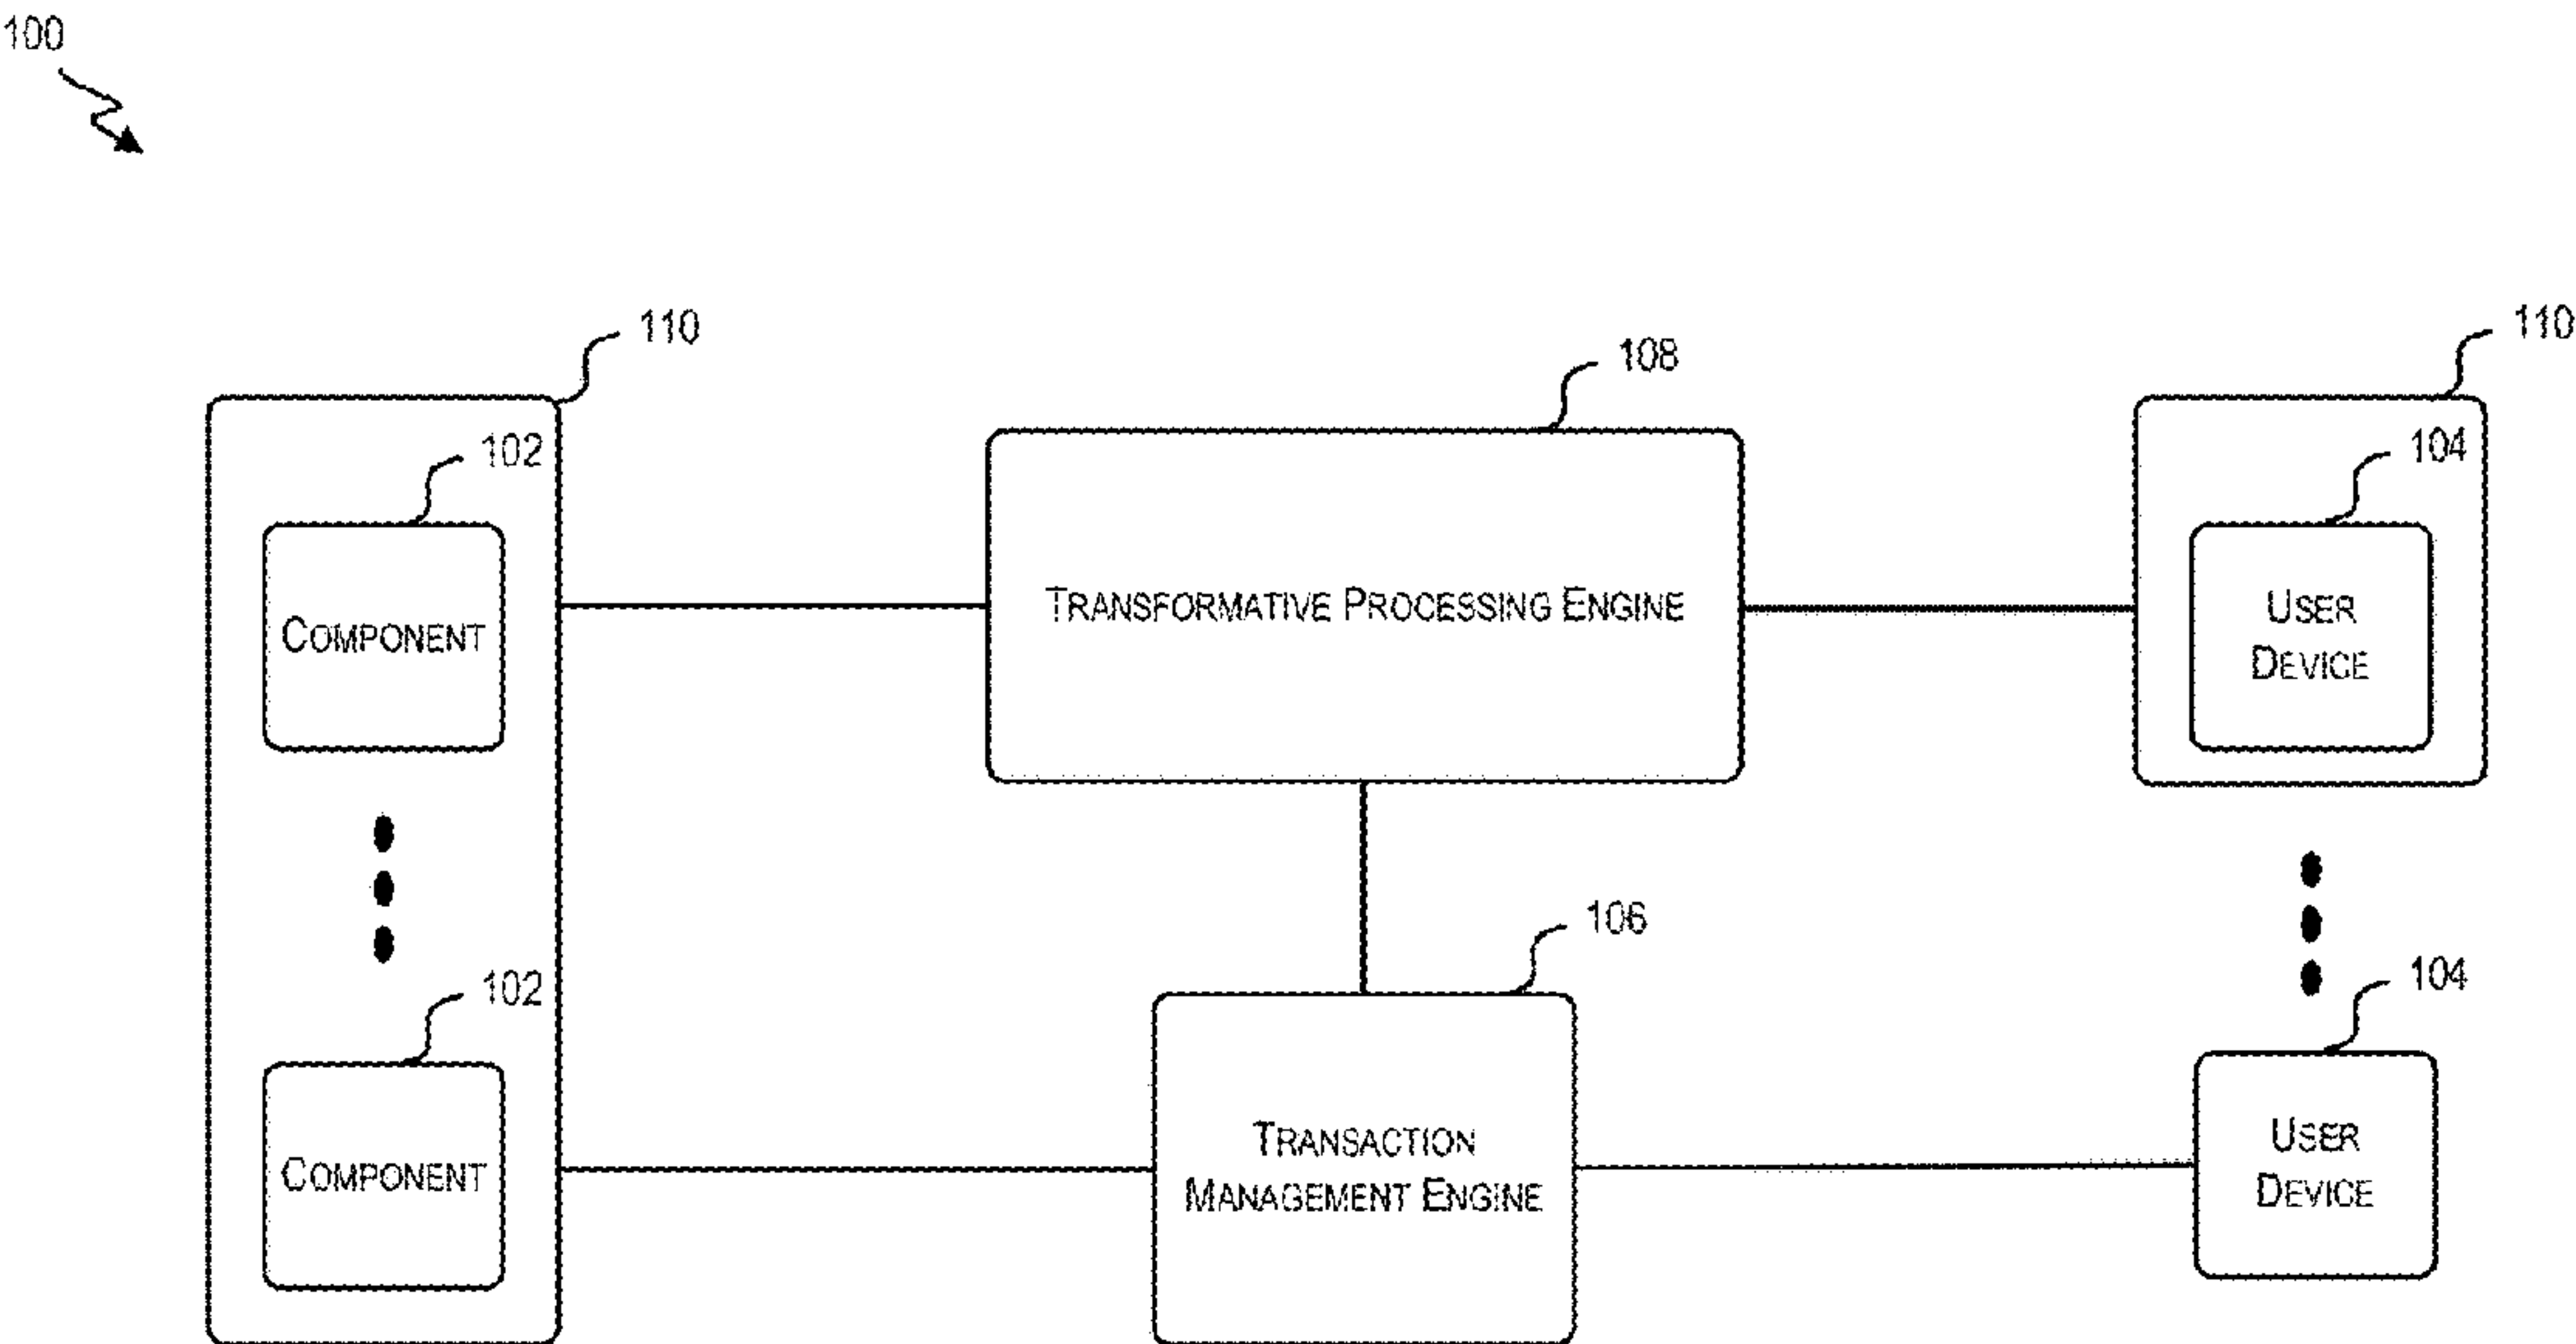 100
110
108
110
102
104
TRANSFORMATIVE PROCESSING ENGINE
COMPONENT
USER
DEVICE
106
102
104
COMPONENT
TRANSACTION
MANAGEMENT ENGINE
USER
DEVICE